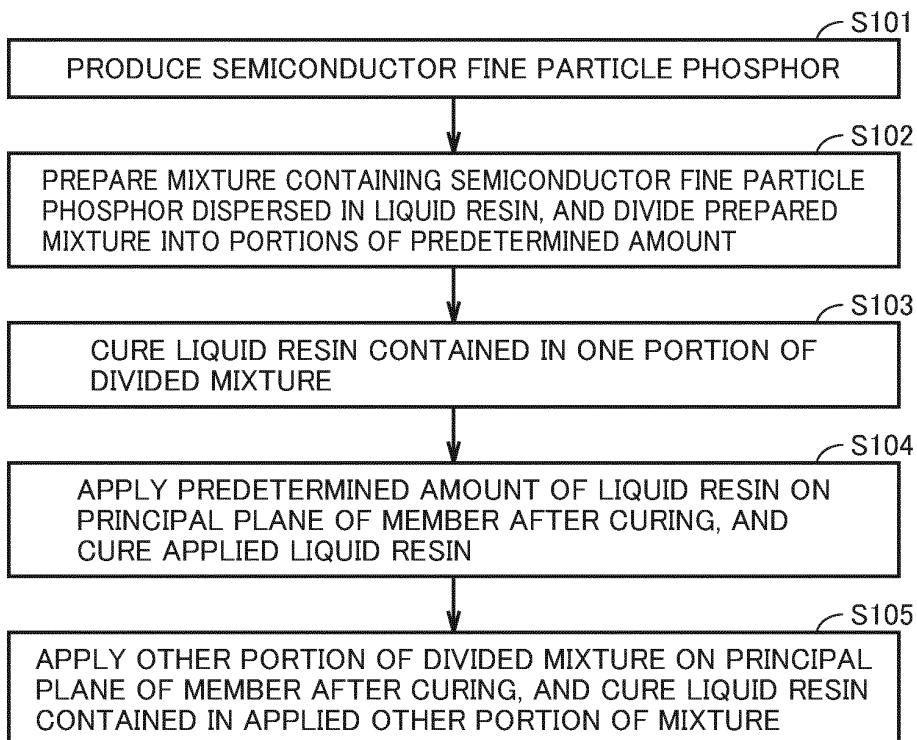 S101
PRODUCE SEMICONDUCTOR FINE PARTICLE PHOSPHOR
S102
PREPARE MIXTURE CONTAINING SEMICONDUCTOR FINE PARTICLE
PHOSPHOR DISPERSED IN LIQUID RESIN, AND DIVIDE PREPARED
MIXTURE INTO PORTIONS OF PREDETERMINED AMOUNT
S103
CURE LIQUID RESIN CONTAINED IN ONE PORTION OF
DIVIDED MIXTURE
S104
APPLY PREDETERMINED AMOUNT OF LIQUID RESIN ON
PRINCIPAL PLANE OF MEMBER AFTER CURING, AND
CURE APPLIED LIQUID RESIN
S105
APPLY OTHER PORTION OF DIVIDED MIXTURE ON PRINCIPAL
PLANE OF MEMBER AFTER CURING, AND CURE LIQUID RESIN
CONTAINED IN APPLIED OTHER PORTION OF MIXTURE